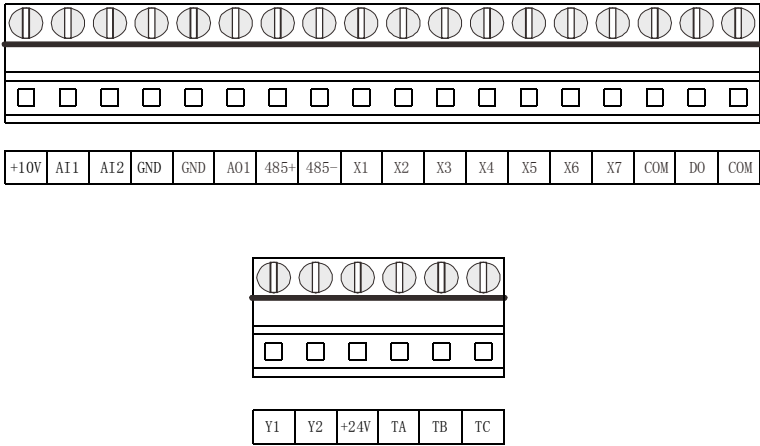 +10V AI1 AI2 GND GND AO1 485+ 485- X1 X2 X3 X4 X5 X6 X7 COM DO COM
Y1 Y2 +24V TA TB TC